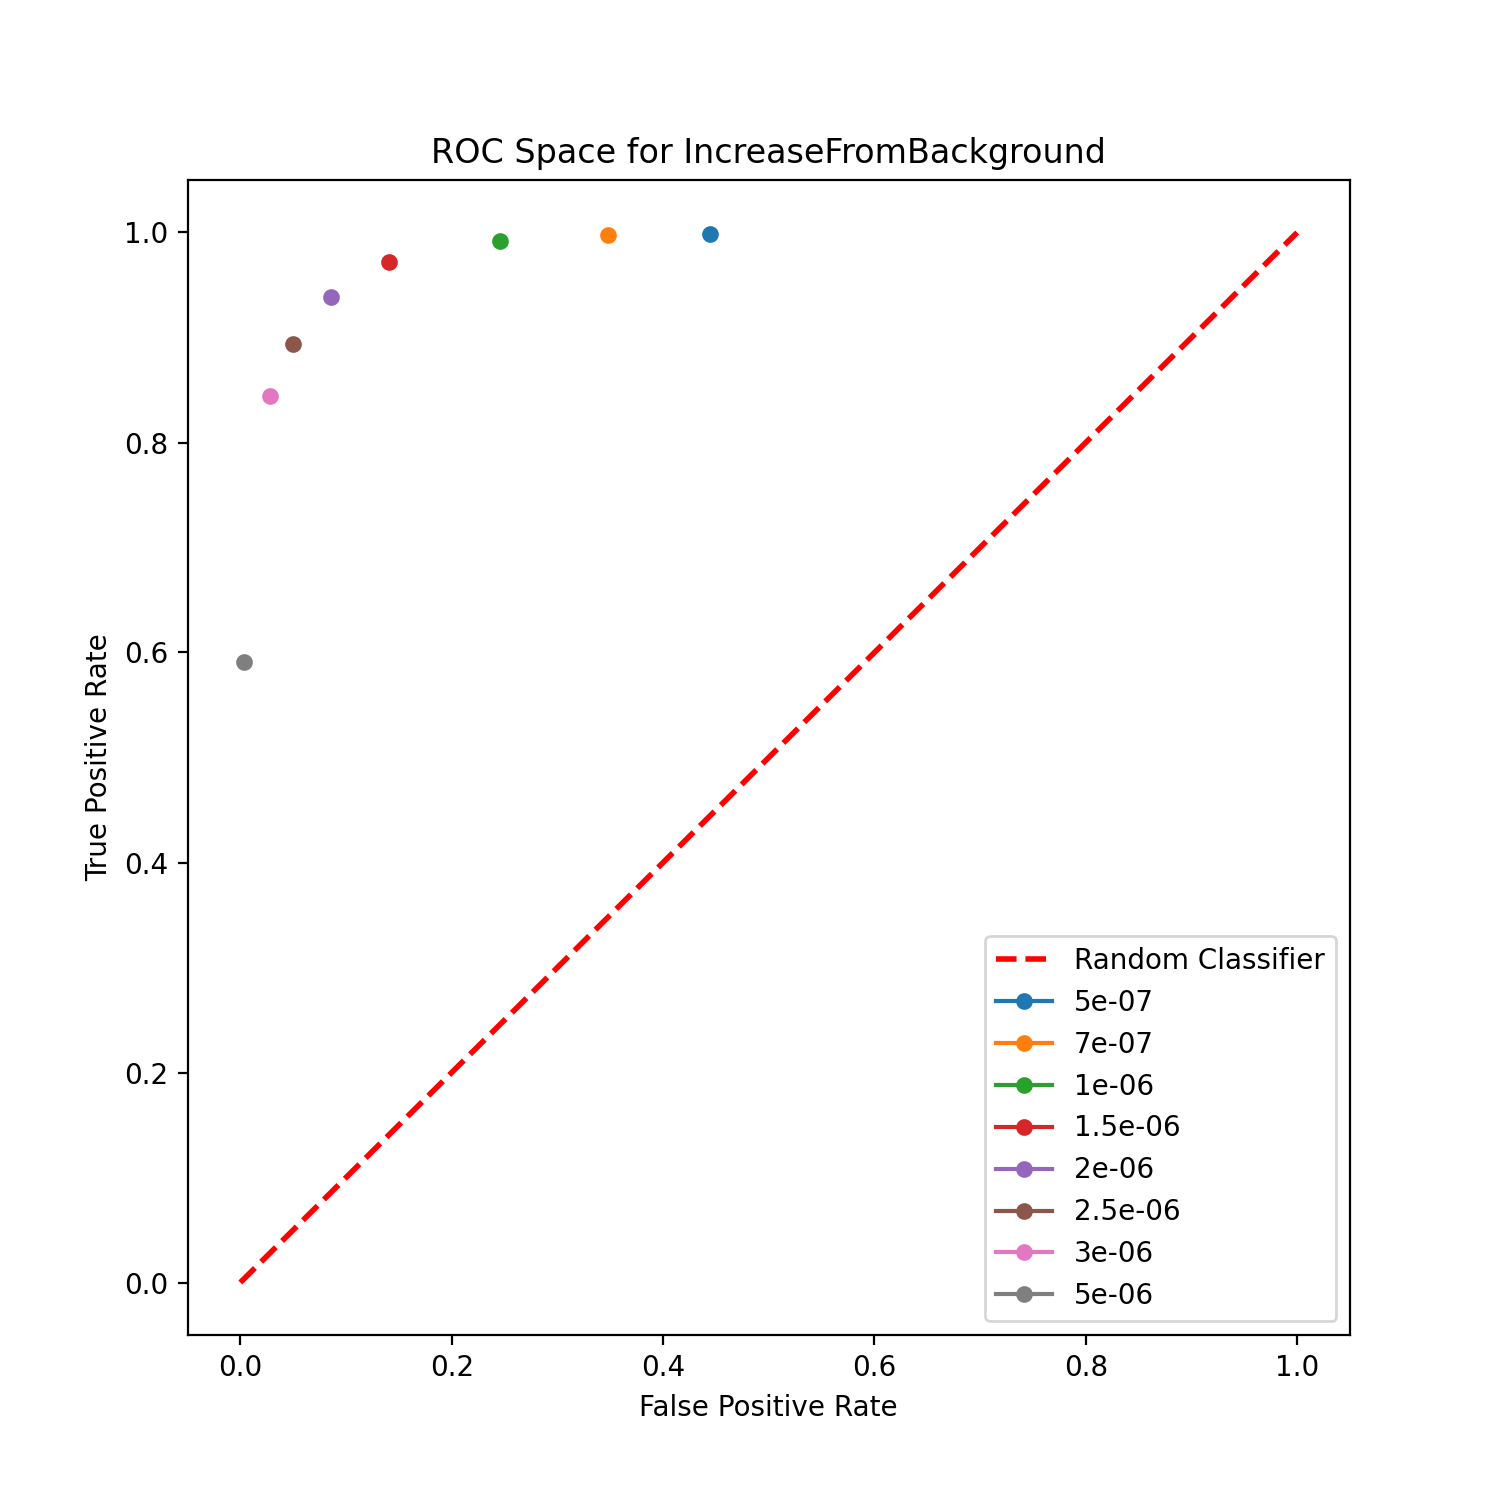 ROC Space for IncreaseFromBackground
1.0
0.8
0.6
0.4
0.2
0.0
True Positive Rate
0.0 0.2 0.4 0.6 0.8 1.0
False Positive Rate
Random Classifier
5e-07
7e-07
1e-06
1.5e-06
2e-06
2.5e-06
3e-06
5e-06